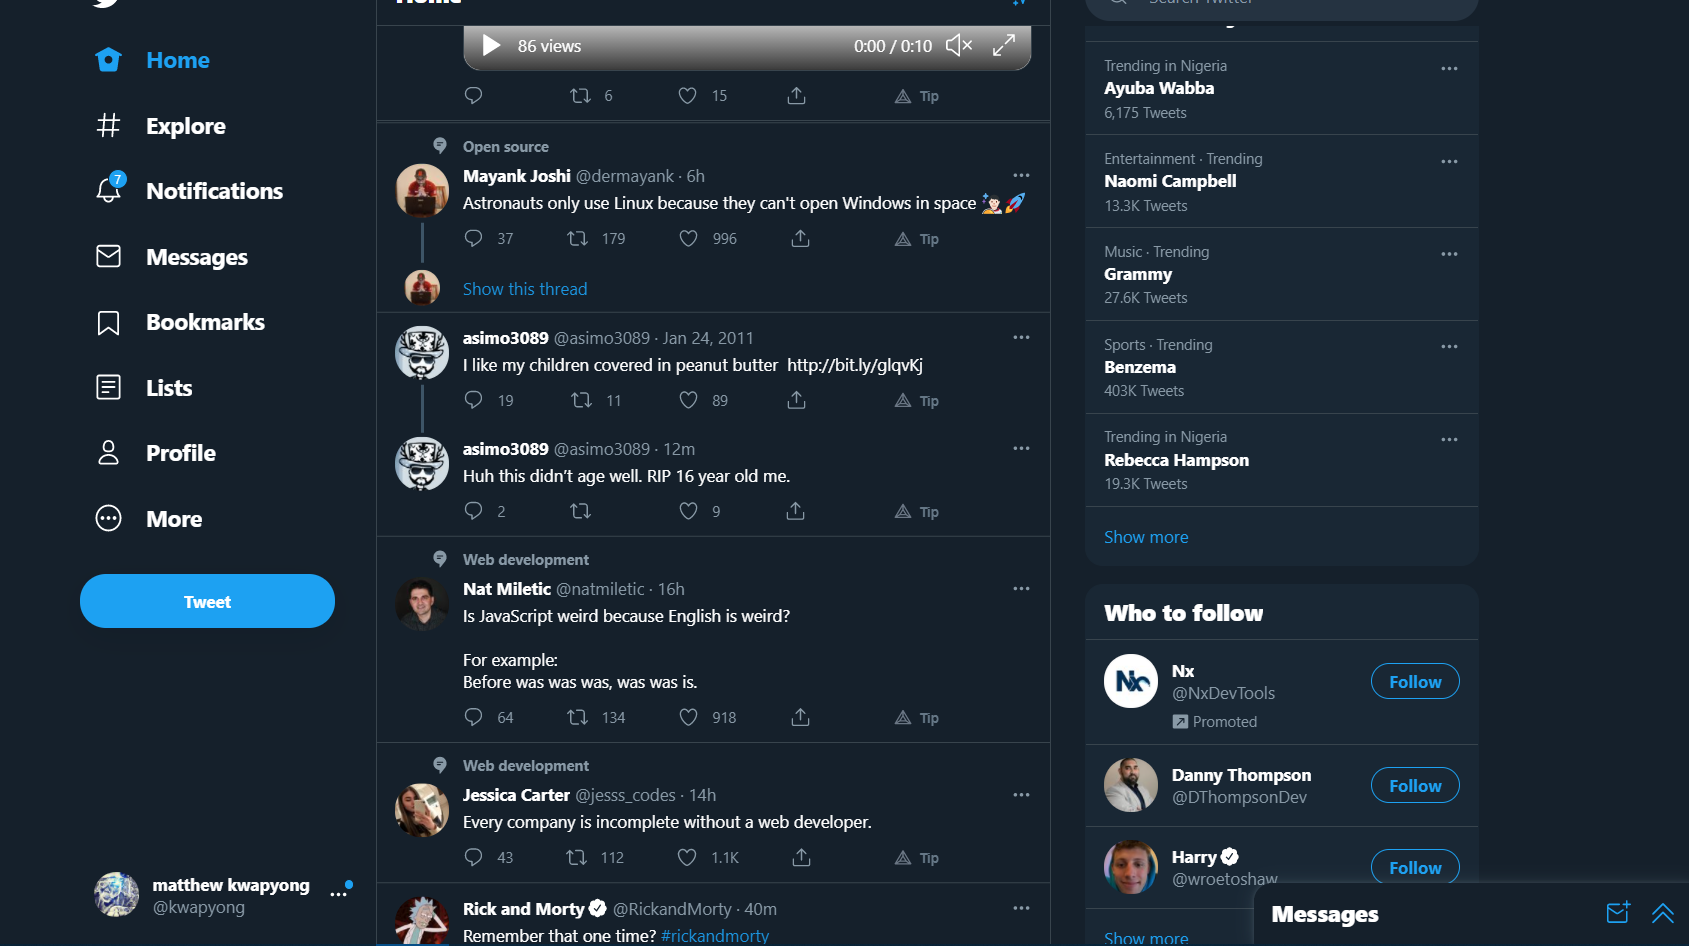 Home
Explore
7
Notifications
Messages
Bookmarks
Lists
Profile
More
Tweet
matthew kwapyong
@kwapyong
Home
86 views 0:00 / 0:10
6 15 Tip
Open source
Mayank Joshi @dermayank · 6h
Astronauts only use Linux because they can't open Windows in space 🧑🏻‍🚀🚀
37 179 996 Tip
Show this thread
asimo3089 @asimo3089 · Jan 24, 2011
I like my children covered in peanut butter  http://bit.ly/glqvKj
19 11 89 Tip
asimo3089 @asimo3089 · 12m
Huh this didn’t age well. RIP 16 year old me.
2 9 Tip
Web development
Nat Miletic @natmiletic · 16h
Is JavaScript weird because English is weird?
For example:
Before was was was, was was is.
64 134 918 Tip
Web development
Jessica Carter @jesss_codes · 14h
Every company is incomplete without a web developer.
43 112 1.1K Tip
Rick and Morty @RickandMorty · 40m
Remember that one time? #rickandmorty
Search Twitter
Trending in Nigeria
Ayuba Wabba
6,175 Tweets
Entertainment · Trending
Naomi Campbell
13.3K Tweets
Music · Trending
Grammy
27.6K Tweets
Sports · Trending
Benzema
403K Tweets
Trending in Nigeria
Rebecca Hampson
19.3K Tweets
Show more
Who to follow
Nx
@NxDevTools
Promoted
Follow
Danny Thompson
@DThompsonDev
Follow
Harry
@wroetoshaw
Follow
Show more
Messages